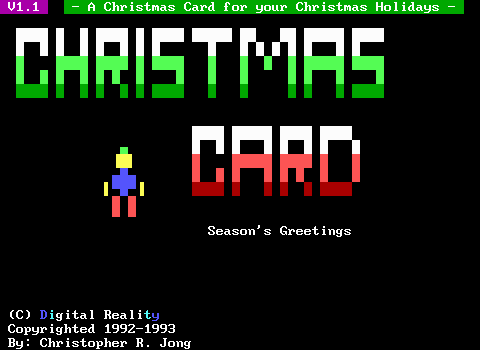 V1.1 - A Christmas Card for your Christmas Holidays -
CHRISTMAS
CARD
Season's Greetings
(C) Digital Reality
Copyrighted 1992-1993
By: Christopher R. Jong